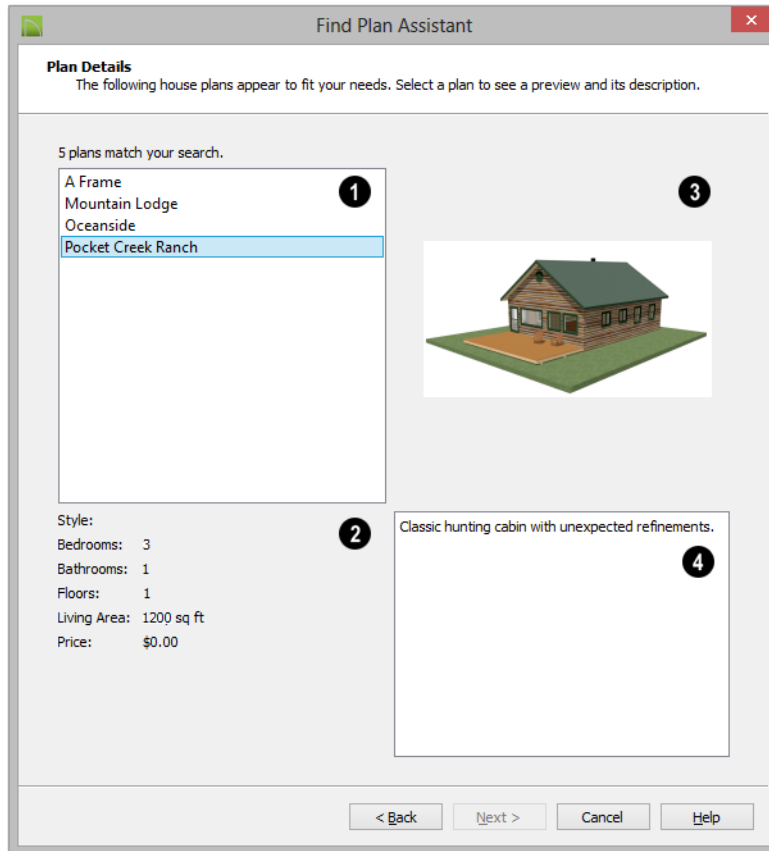 Find Plan Assistant
Plan Details
The following house plans appear to fit your needs. Select a plan to see a preview and its description.
5 plans match your search.
A Frame
Mountain Lodge
Oceanside
Pocket Creek Ranch
1
3
Style:
Bedrooms: 3
Bathrooms: 1
Floors: 1
Living Area: 1200 sq ft
Price: $0.00
2
Classic hunting cabin with unexpected refinements.
4
< Back
Next >
Cancel
Help